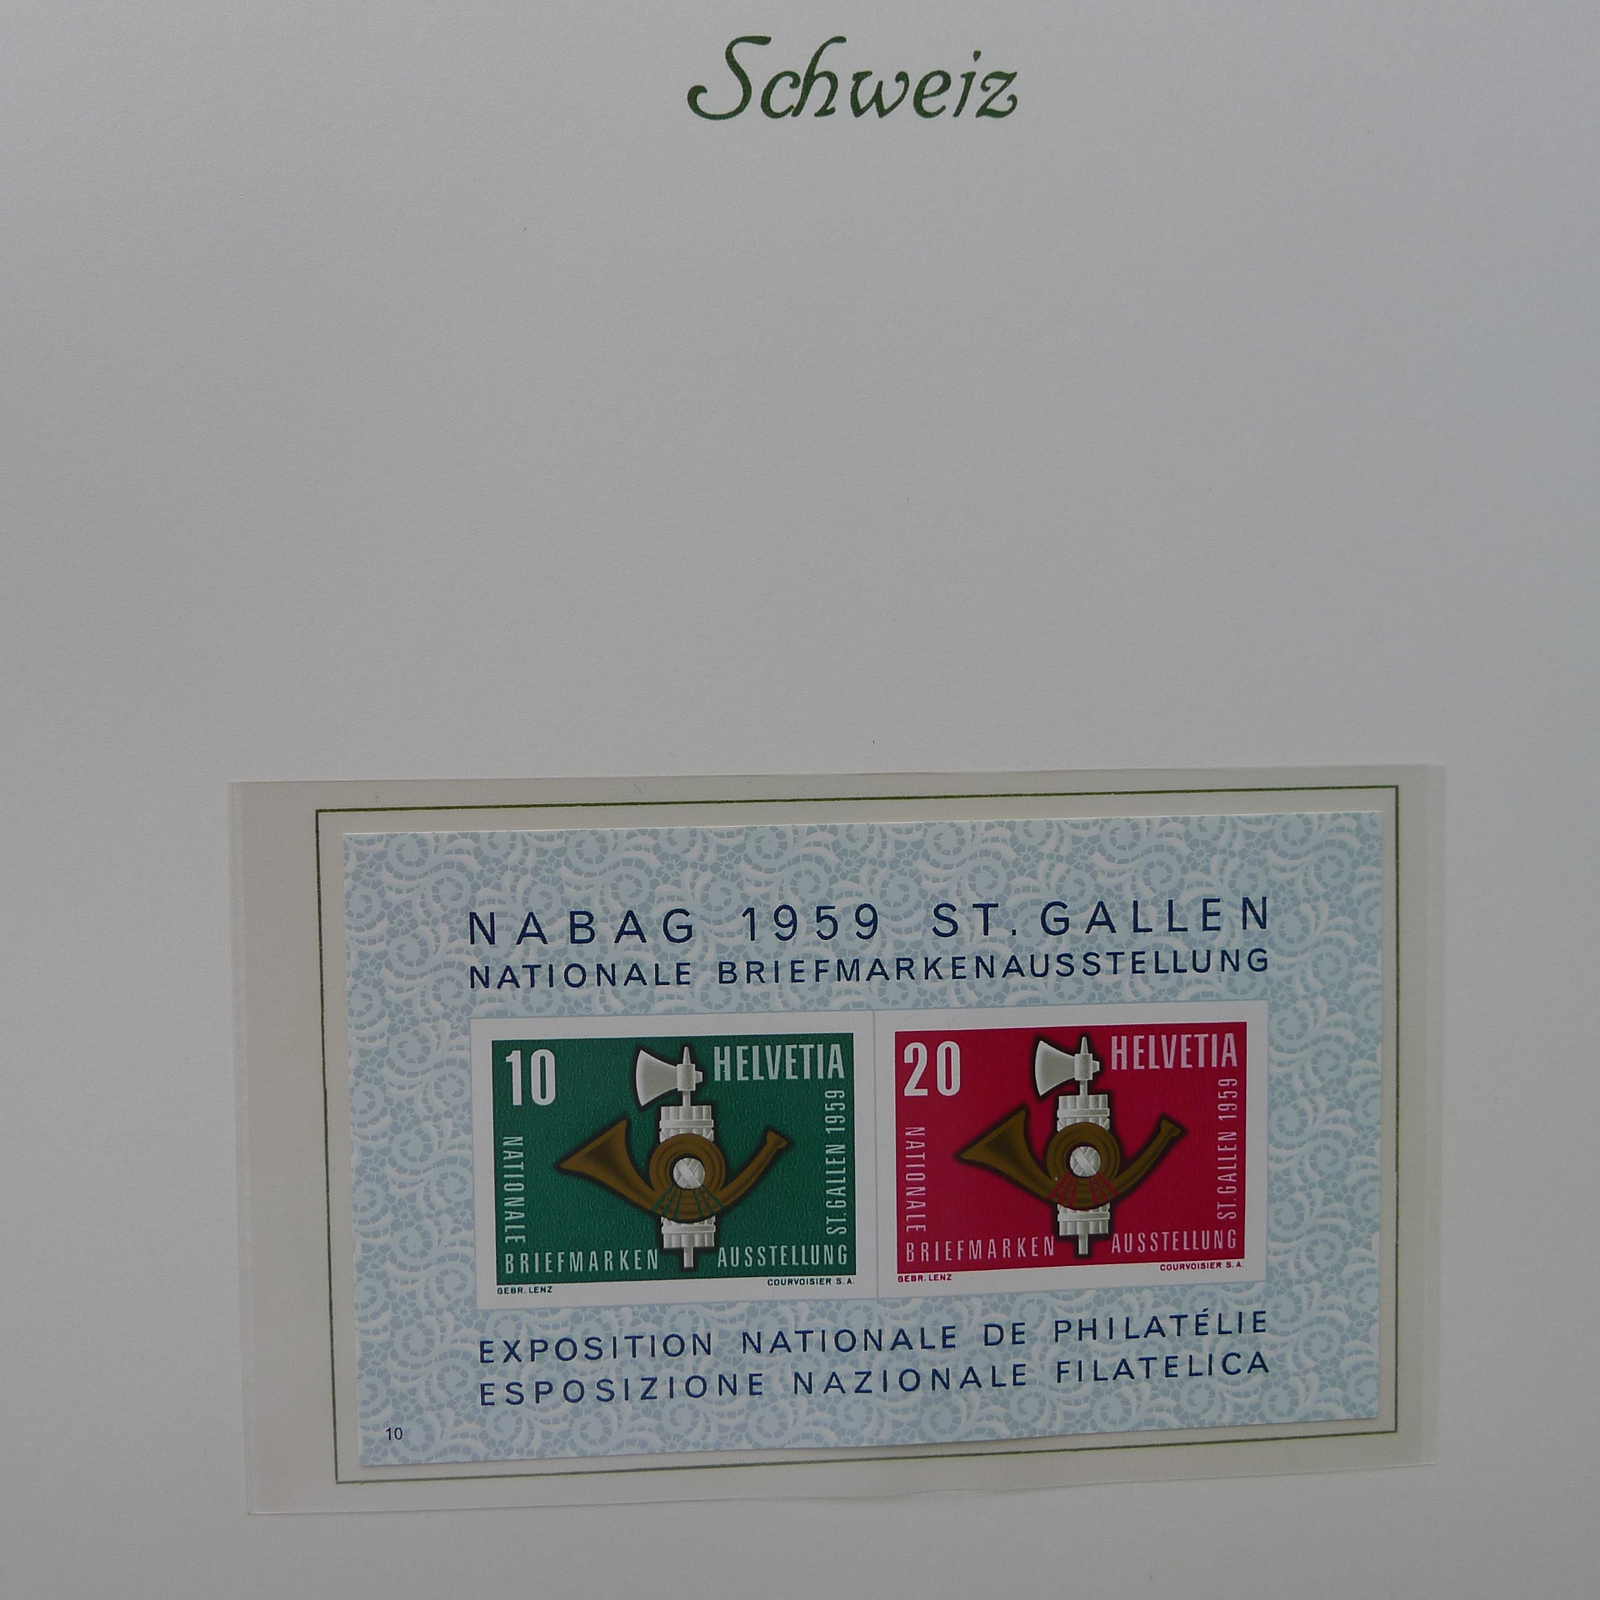 Schweiz
NABAG 1959 ST. GALLEN
NATIONALE BRIEFMARKENAUSSTELLUNG
10 HELVETIA
NATIONALE
BRIEFMARKEN AUSSTELLUNG
ST. GALLEN 1959
GEBR. LENZ COURVOISIER S.A.
20 HELVETIA
NATIONALE
BRIEFMARKEN AUSSTELLUNG
ST. GALLEN 1959
GEBR. LENZ COURVOISIER S.A.
EXPOSITION NATIONALE DE PHILATÉLIE
ESPOSIZIONE NAZIONALE FILATELICA
10